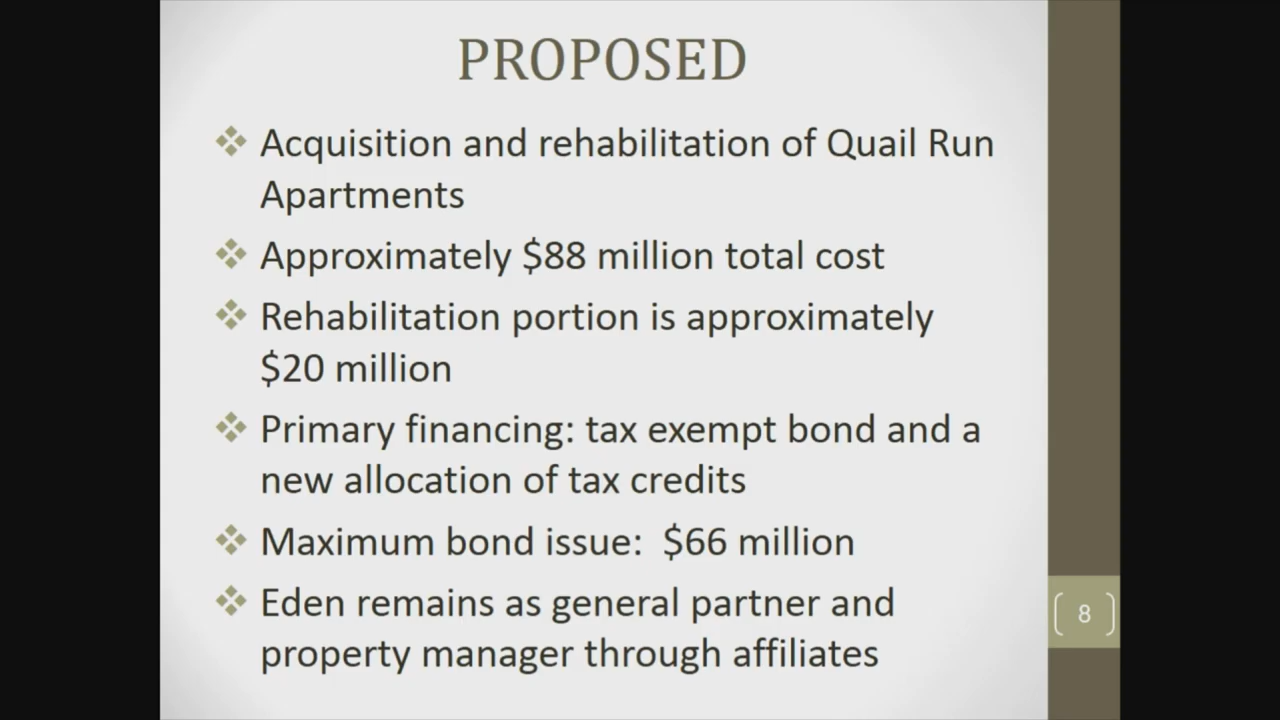 PROPOSED
Acquisition and rehabilitation of Quail Run
Apartments
Approximately $88 million total cost
Rehabilitation portion is approximately
$20 million
Primary financing: tax exempt bond and a
new allocation of tax credits
Maximum bond issue:  $66 million
Eden remains as general partner and
property manager through affiliates
8